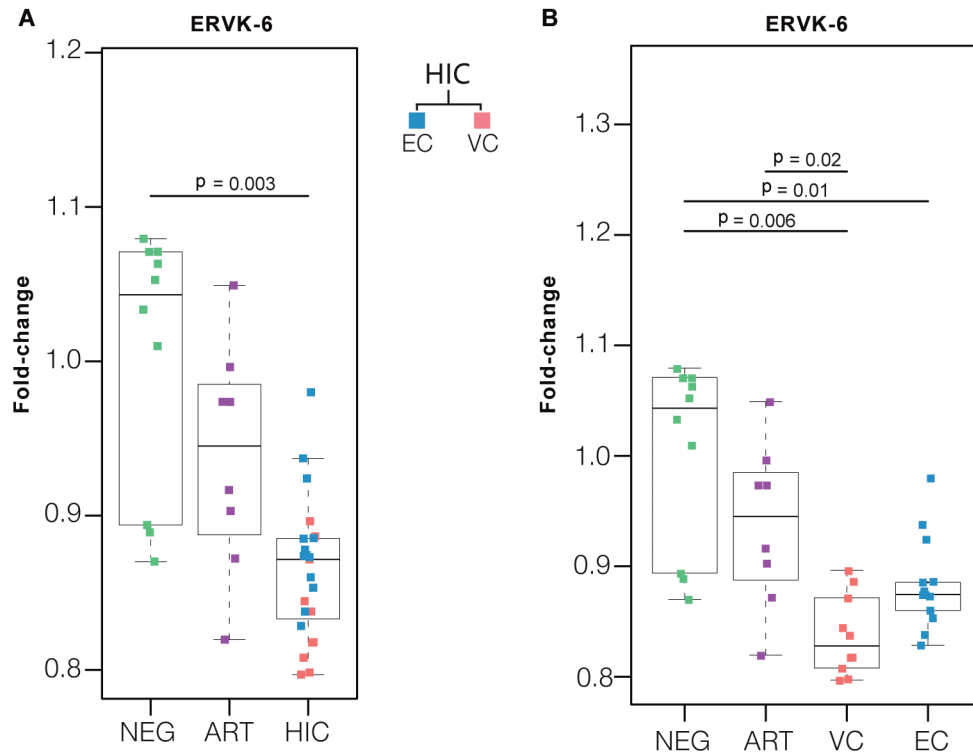 A
ERVK-6
Fold-change
1.2
1.1
1.0
0.9
0.8
p = 0.003
NEG ART HIC
HIC
EC VC
B
ERVK-6
Fold-change
1.3
1.2
1.1
1.0
0.9
0.8
p = 0.02
p = 0.01
p = 0.006
NEG ART VC EC